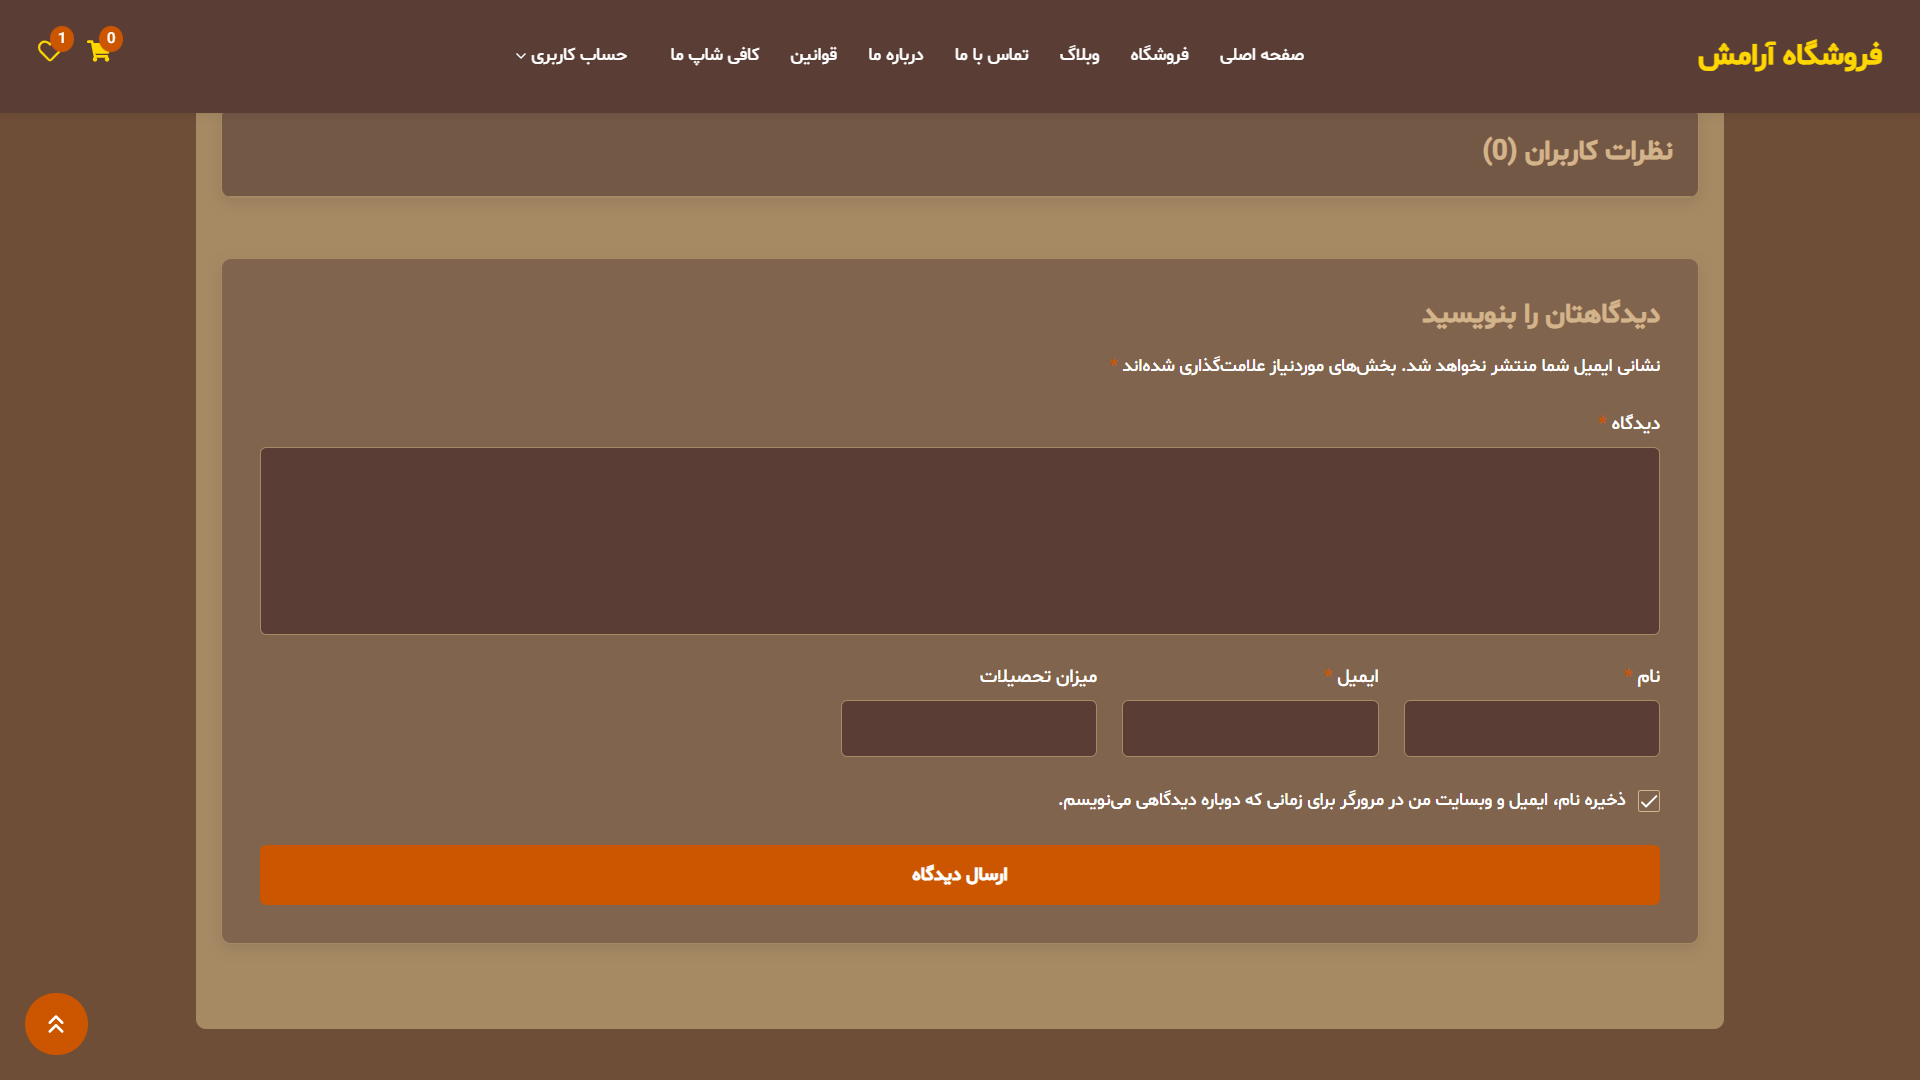 فروشگاه آرامش
صفحه اصلی
فروشگاه
وبلاگ
تماس با ما
درباره ما
قوانین
کافی شاپ ما
حساب کاربری
0
1
نظرات کاربران (0)
دیدگاهتان را بنویسید
نشانی ایمیل شما منتشر نخواهد شد. بخش‌های موردنیاز علامت‌گذاری شده‌اند *
دیدگاه *
نام *
ایمیل *
میزان تحصیلات
ذخیره نام، ایمیل و وبسایت من در مرورگر برای زمانی که دوباره دیدگاهی می‌نویسم.
ارسال دیدگاه